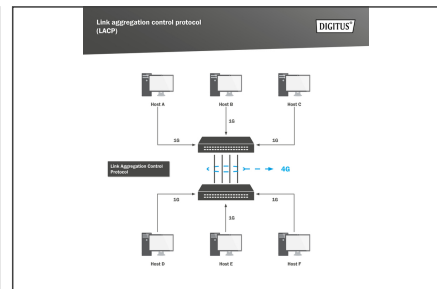 Link aggregation control protocol
(LACP)
DIGITUS®
Host A
Host B
Host C
1G
1G
1G
Link Aggregation Control
Protocol
4G
1G
1G
1G
Host D
Host E
Host F